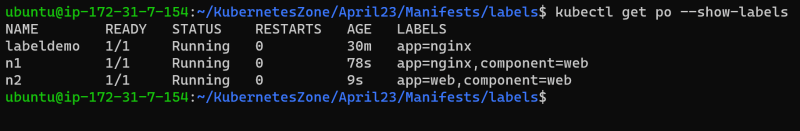 ubuntu@ip-172-31-7-154:~/KubernetesZone/April23/Manifests/labels$ kubectl get po --show-labels
NAME READY STATUS RESTARTS AGE LABELS
labeldemo 1/1 Running 0 30m app=nginx
n1 1/1 Running 0 78s app=nginx,component=web
n2 1/1 Running 0 9s app=web,component=web
ubuntu@ip-172-31-7-154:~/KubernetesZone/April23/Manifests/labels$